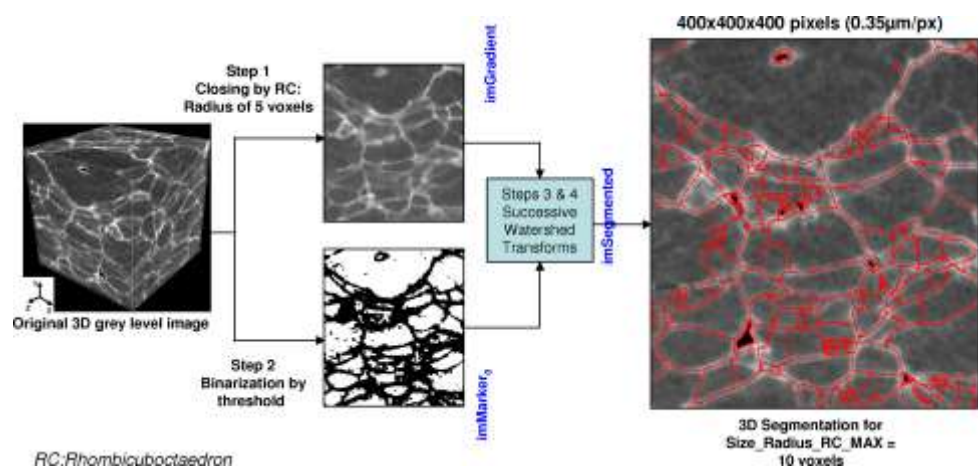 400x400x400 pixels (0.35µm/px)
Step 1
Closing by RC:
Radius of 5 voxels
imGradient
Original 3D grey level image
Steps 3 & 4
Successive
Watershed
Transforms
imSegmented
Step 2
Binarization by
threshold
imMarker₀
3D Segmentation for
Size_Radius_RC_MAX =
10 voxels
RC:Rhombicuboctaedron